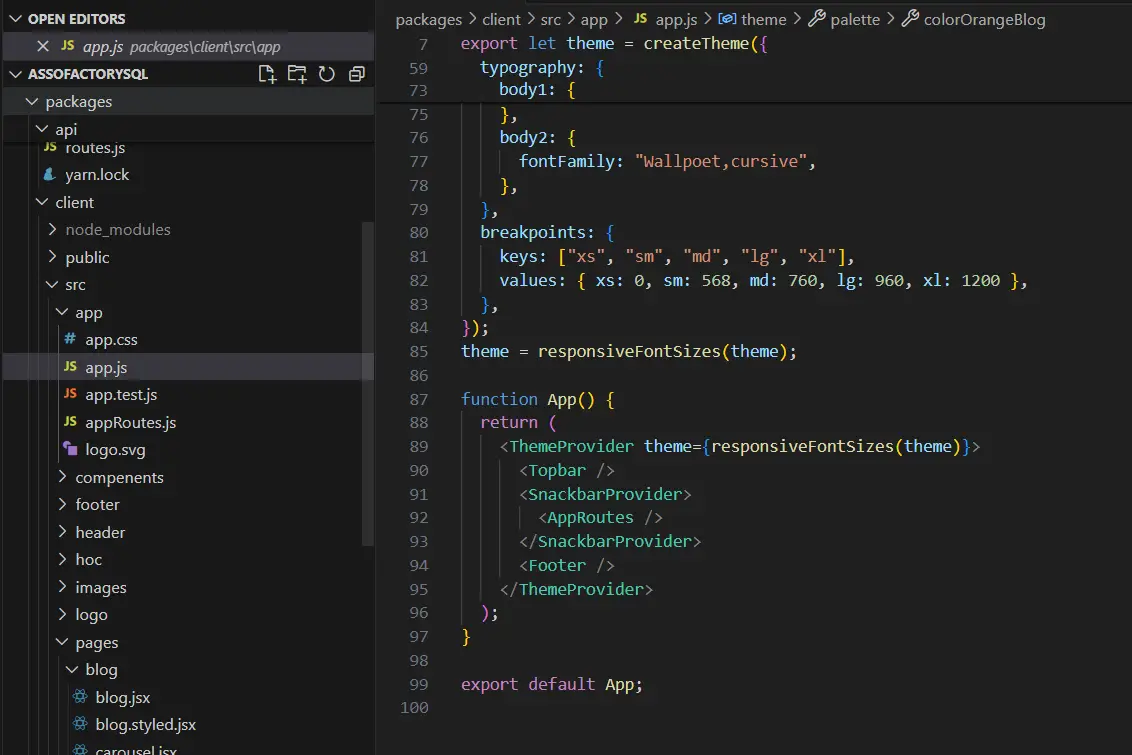 OPEN EDITORS
JS app.js packages\client\src\app
ASSOFACTORYSQL
packages
api
JS routes.js
yarn.lock
client
node_modules
public
src
app
# app.css
JS app.js
JS app.test.js
JS appRoutes.js
logo.svg
compenents
footer
header
hoc
images
logo
pages
blog
blog.jsx
blog.styled.jsx
carousel.jsx
packages > client > src > app > JS app.js > theme > palette > colorOrangeBlog
7 export let theme = createTheme({
59 typography: {
73 body1: {
75 },
76 body2: {
77 fontFamily: "Wallpoet,cursive",
78 },
79 },
80 breakpoints: {
81 keys: ["xs", "sm", "md", "lg", "xl"],
82 values: { xs: 0, sm: 568, md: 760, lg: 960, xl: 1200 },
83 },
84 });
85 theme = responsiveFontSizes(theme);
86
87 function App() {
88 return (
89 <ThemeProvider theme={responsiveFontSizes(theme)}>
90 <Topbar />
91 <SnackbarProvider>
92 <AppRoutes />
93 </SnackbarProvider>
94 <Footer />
95 </ThemeProvider>
96 );
97 }
98
99 export default App;
100